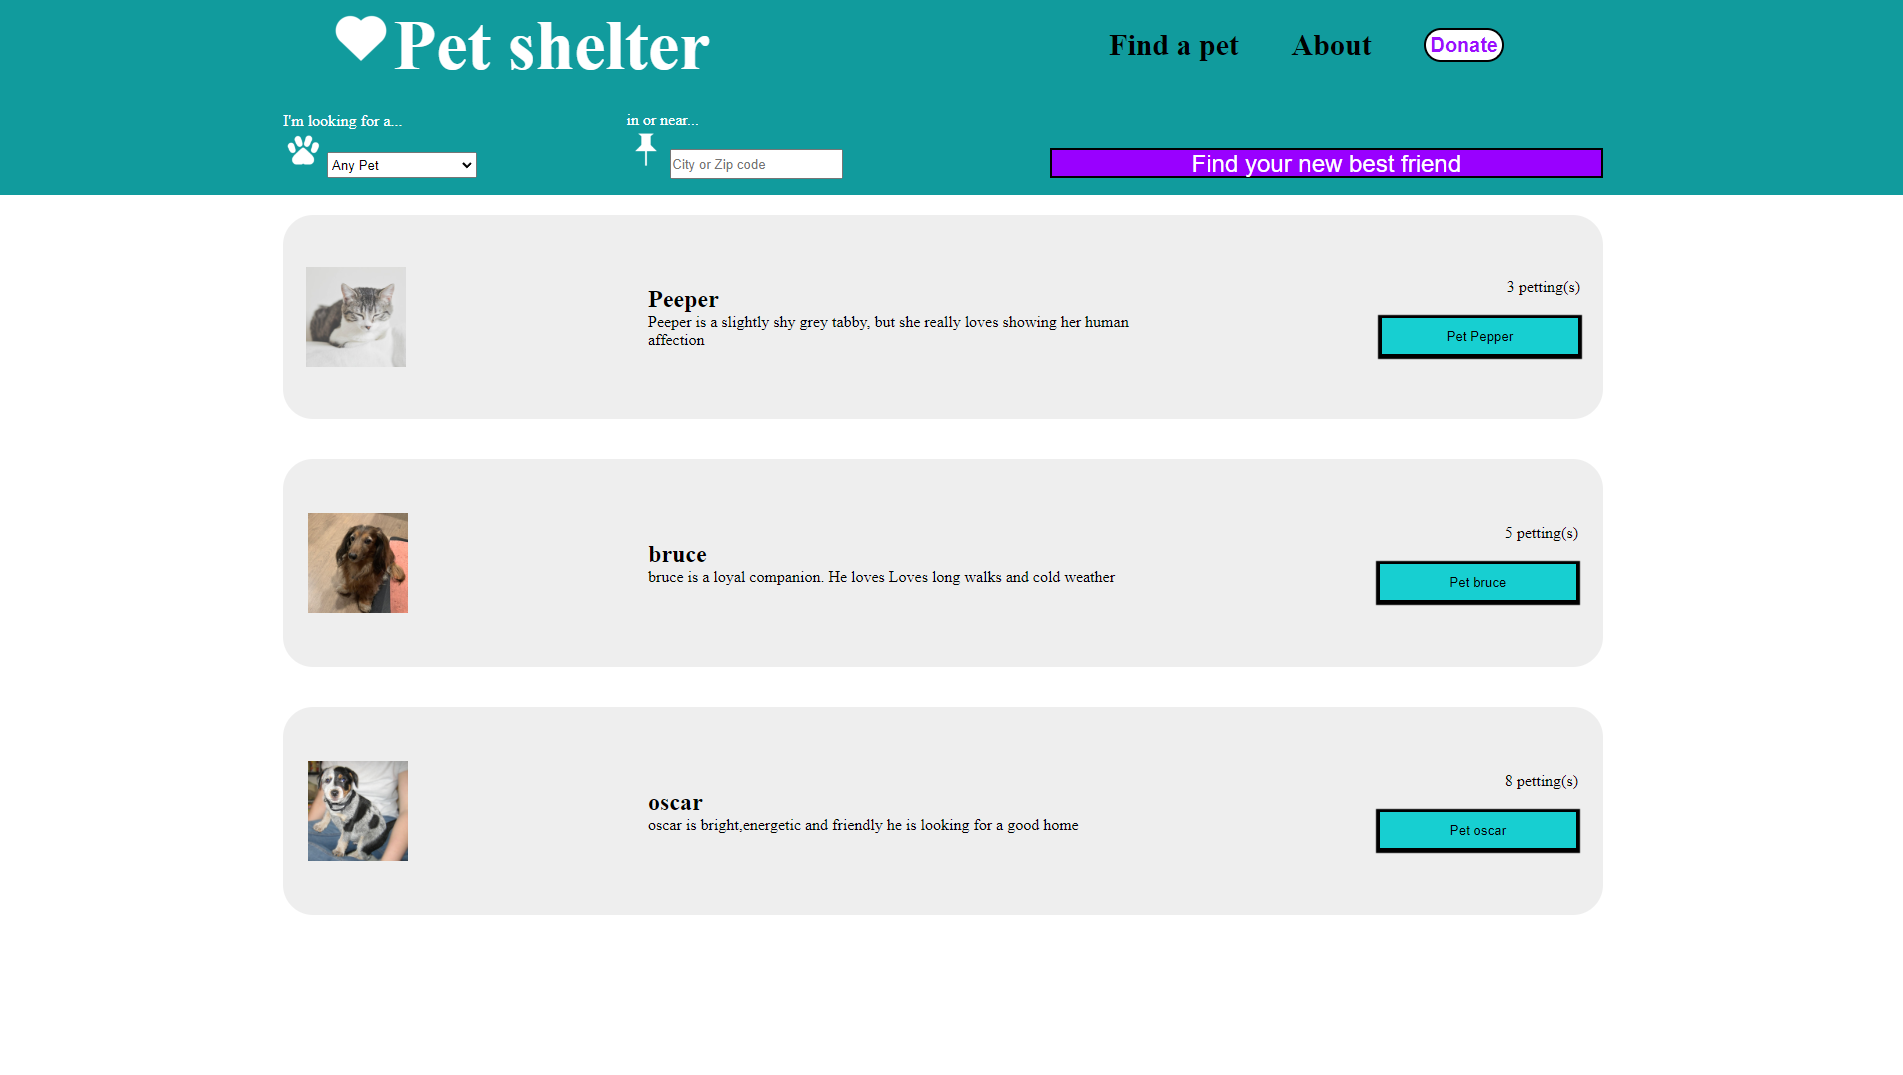 Pet shelter
Find a pet
About
Donate
I'm looking for a...
in or near...
Any Pet
City or Zip code
Find your new best friend
Peeper
Peeper is a slightly shy grey tabby, but she really loves showing her human
affection
3 petting(s)
Pet Pepper
bruce
bruce is a loyal companion. He loves Loves long walks and cold weather
5 petting(s)
Pet bruce
oscar
oscar is bright,energetic and friendly he is looking for a good home
8 petting(s)
Pet oscar